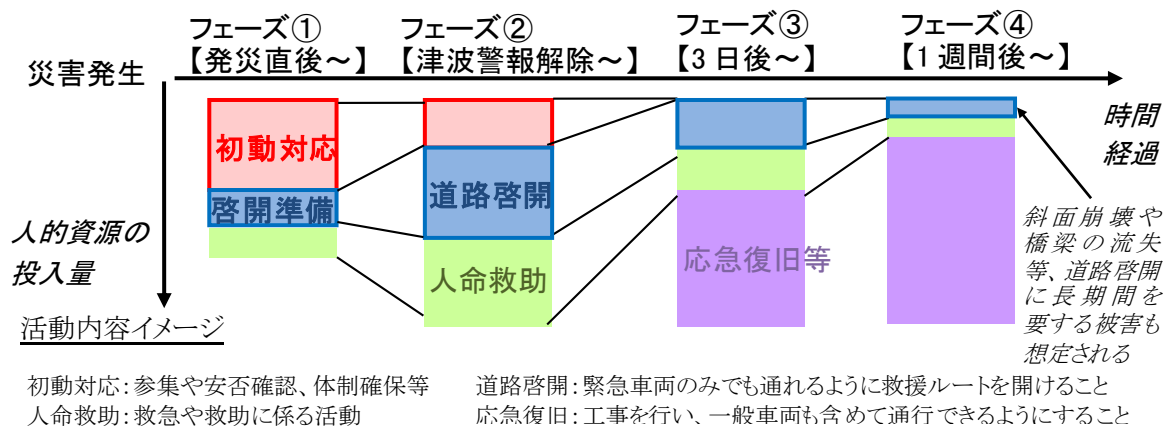 フェーズ①
【発災直後～】
フェーズ②
【津波警報解除～】
フェーズ③
【3日後～】
フェーズ④
【1週間後～】
災害発生
時間
経過
初動対応
啓開準備
道路啓開
人命救助
応急復旧等
人的資源の
投入量
斜面崩壊や
橋梁の流失
等、道路啓開
に長期間を
要する被害も
想定される
活動内容イメージ
初動対応：参集や安否確認、体制確保等
道路啓開：緊急車両のみでも通れるように救援ルートを開けること
人命救助：救急や救助に係る活動
応急復旧：工事を行い、一般車両も含めて通行できるようにすること